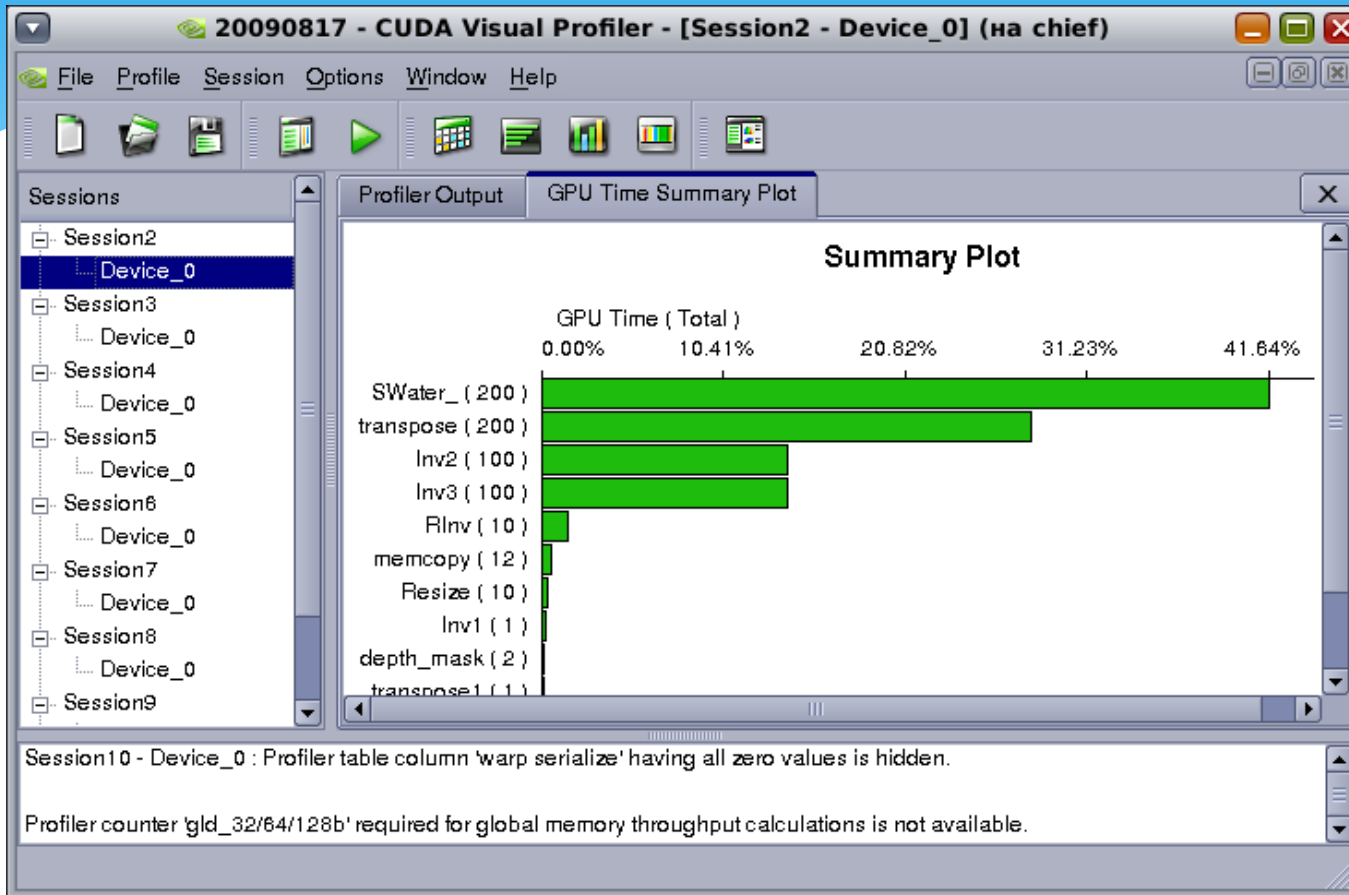 20090817 - CUDA Visual Profiler - [Session2 - Device_0] (на chief)
File Profile Session Options Window Help
Sessions
Session2
Device_0
Session3
Device_0
Session4
Device_0
Session5
Device_0
Session6
Device_0
Session7
Device_0
Session8
Device_0
Session9
Profiler Output GPU Time Summary Plot
Summary Plot
GPU Time ( Total )
0.00% 10.41% 20.82% 31.23% 41.64%
SWater_ ( 200 )
transpose ( 200 )
Inv2 ( 100 )
Inv3 ( 100 )
RInv ( 10 )
memcopy ( 12 )
Resize ( 10 )
Inv1 ( 1 )
depth_mask ( 2 )
transpose1 ( 1 )
Session10 - Device_0 : Profiler table column 'warp serialize' having all zero values is hidden.
Profiler counter 'gld_32/64/128b' required for global memory throughput calculations is not available.